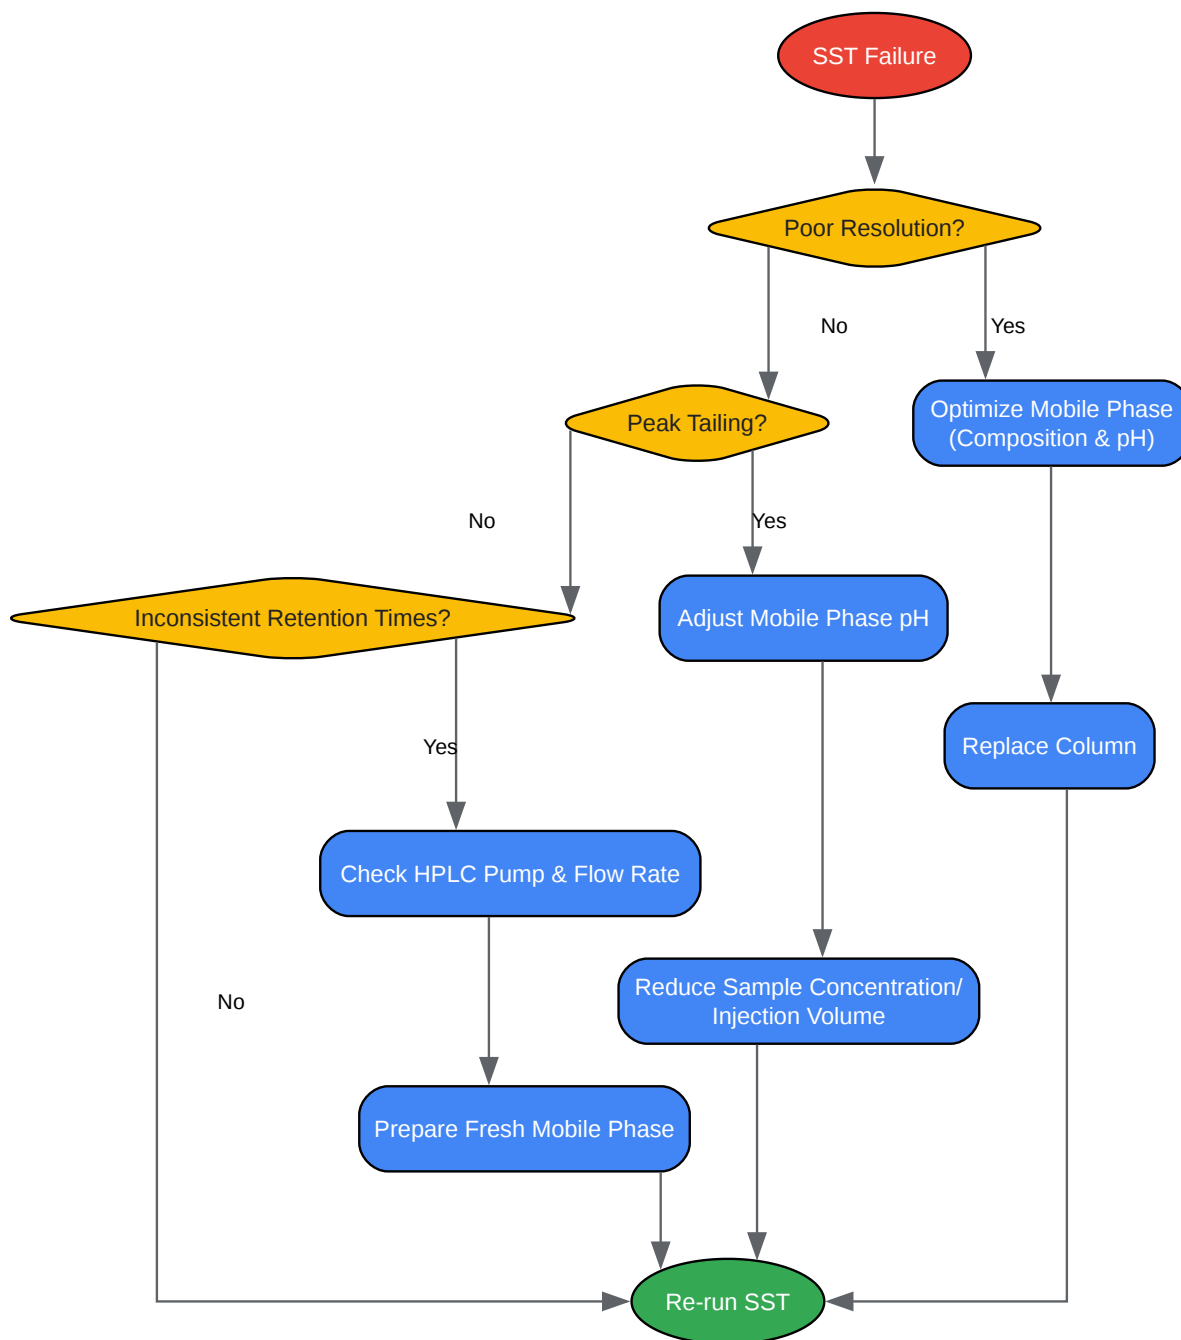 SST Failure
Poor Resolution?
No
Yes
Optimize Mobile Phase
(Composition & pH)
Peak Tailing?
No
Yes
Inconsistent Retention Times?
Adjust Mobile Phase pH
Yes
Replace Column
Check HPLC Pump & Flow Rate
No
Reduce Sample Concentration/
Injection Volume
Prepare Fresh Mobile Phase
Re-run SST